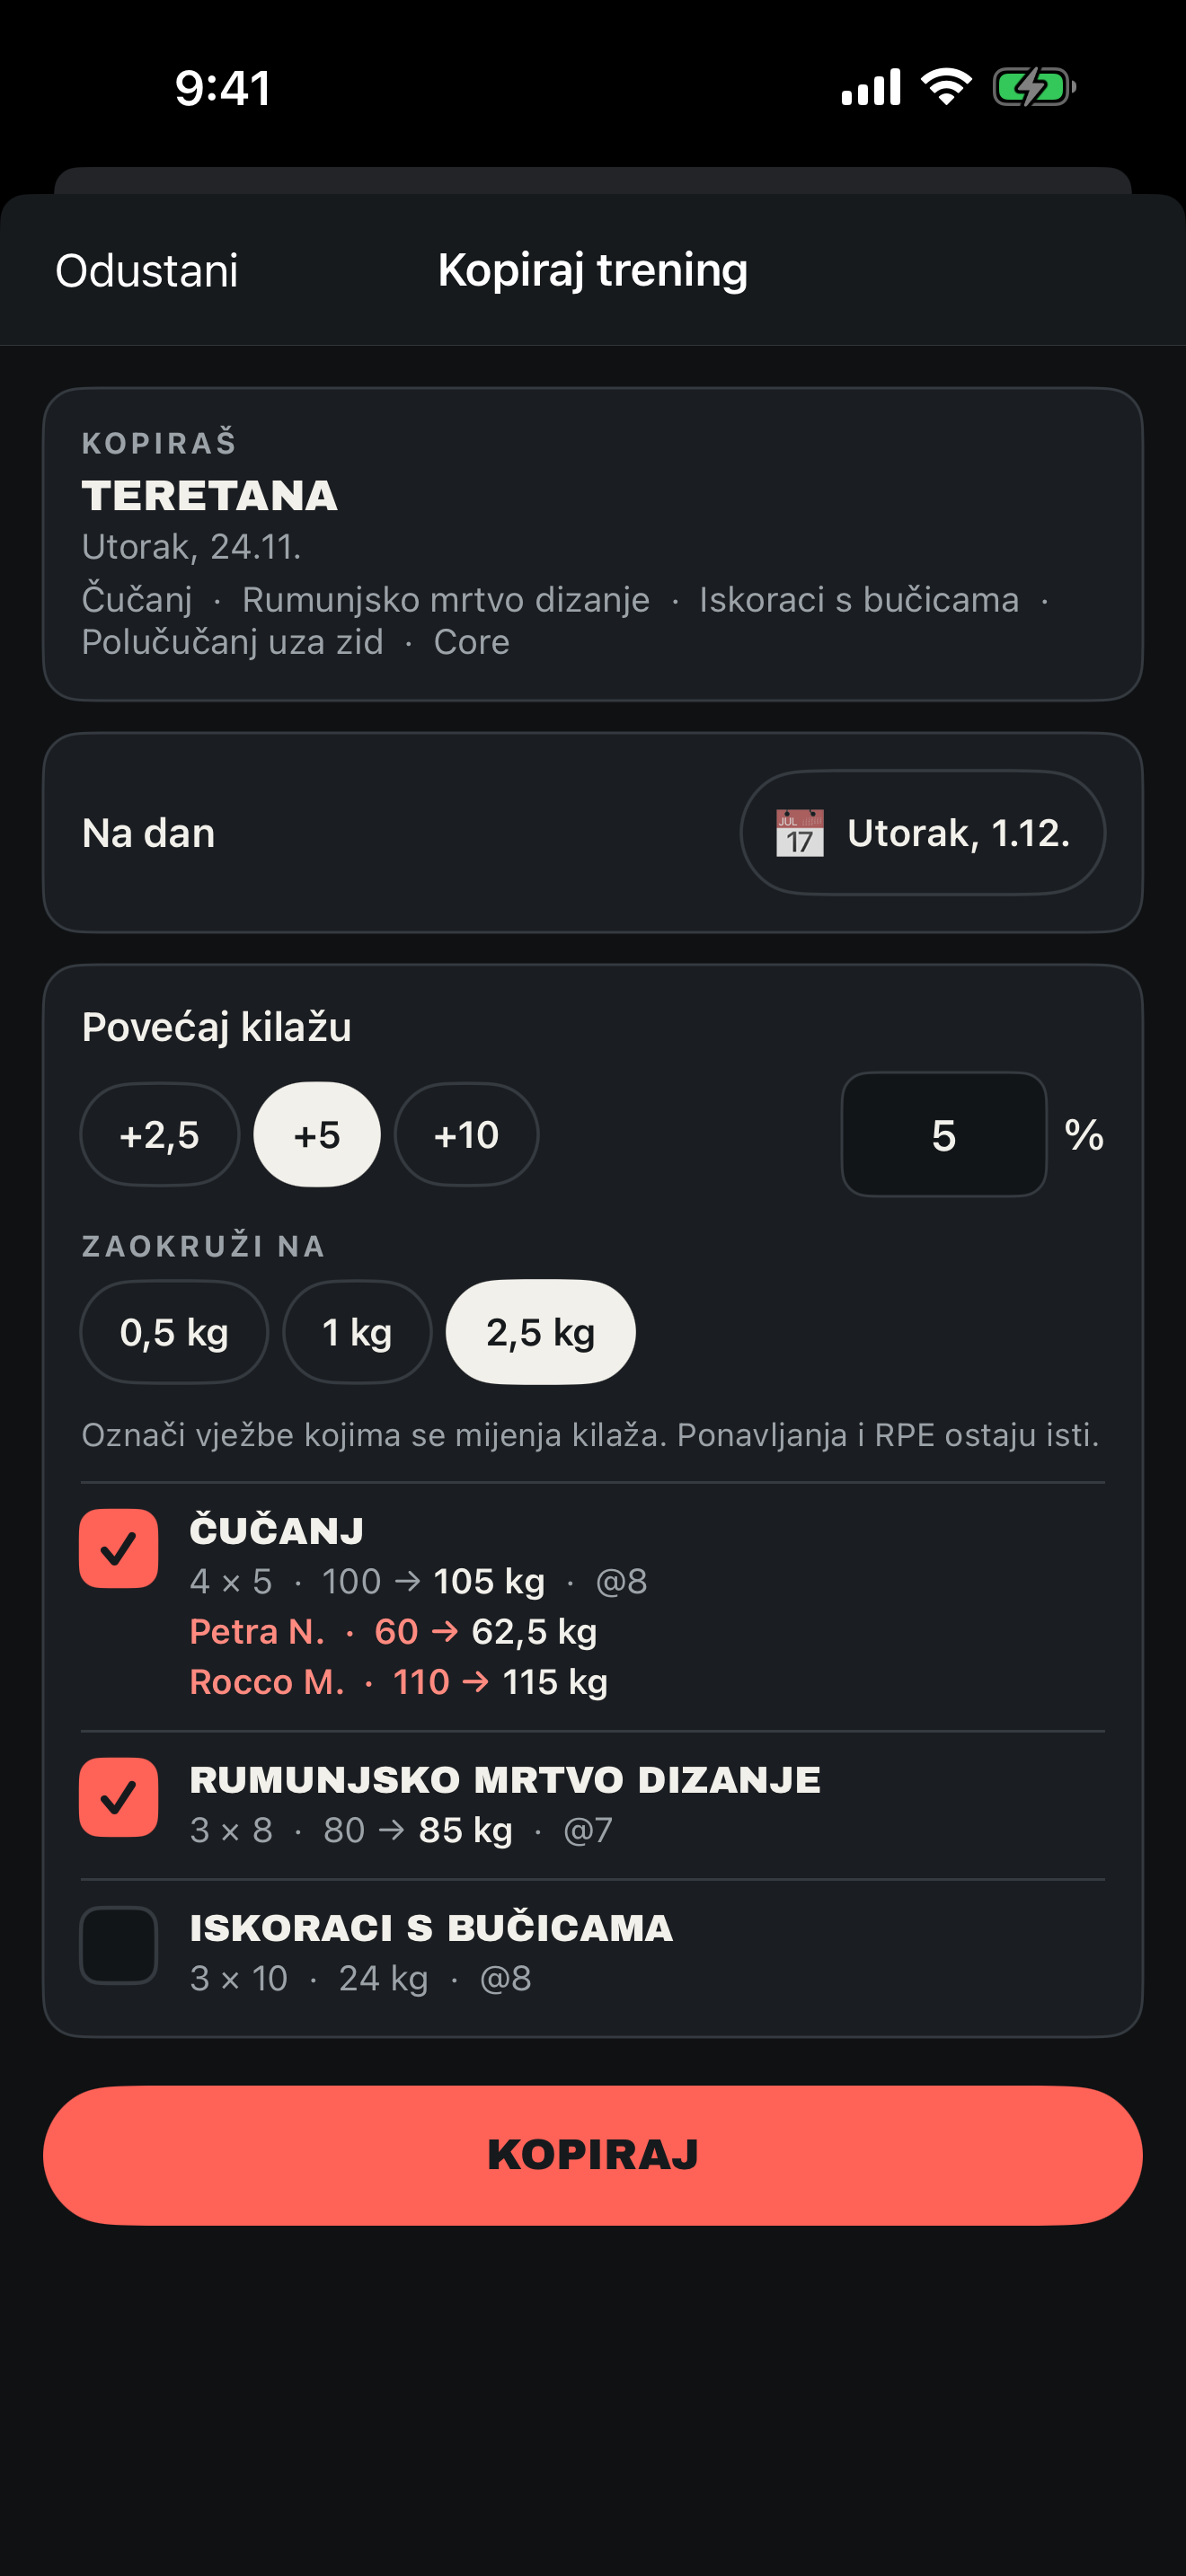 9:41
Odustani
Kopiraj trening
KOPIRAŠ
TERETANA
Utorak, 24.11.
Čučanj · Rumunjsko mrtvo dizanje · Iskoraci s bučicama ·
Polučučanj uza zid · Core
Na dan
JUL
17
Utorak, 1.12.
Povećaj kilažu
+2,5
+5
+10
5
%
ZAOKRUŽI NA
0,5 kg
1 kg
2,5 kg
Označi vježbe kojima se mijenja kilaža. Ponavljanja i RPE ostaju isti.
ČUČANJ
4 × 5 · 100 → 105 kg · @8
Petra N. · 60 → 62,5 kg
Rocco M. · 110 → 115 kg
RUMUNJSKO MRTVO DIZANJE
3 × 8 · 80 → 85 kg · @7
ISKORACI S BUČICAMA
3 × 10 · 24 kg · @8
KOPIRAJ